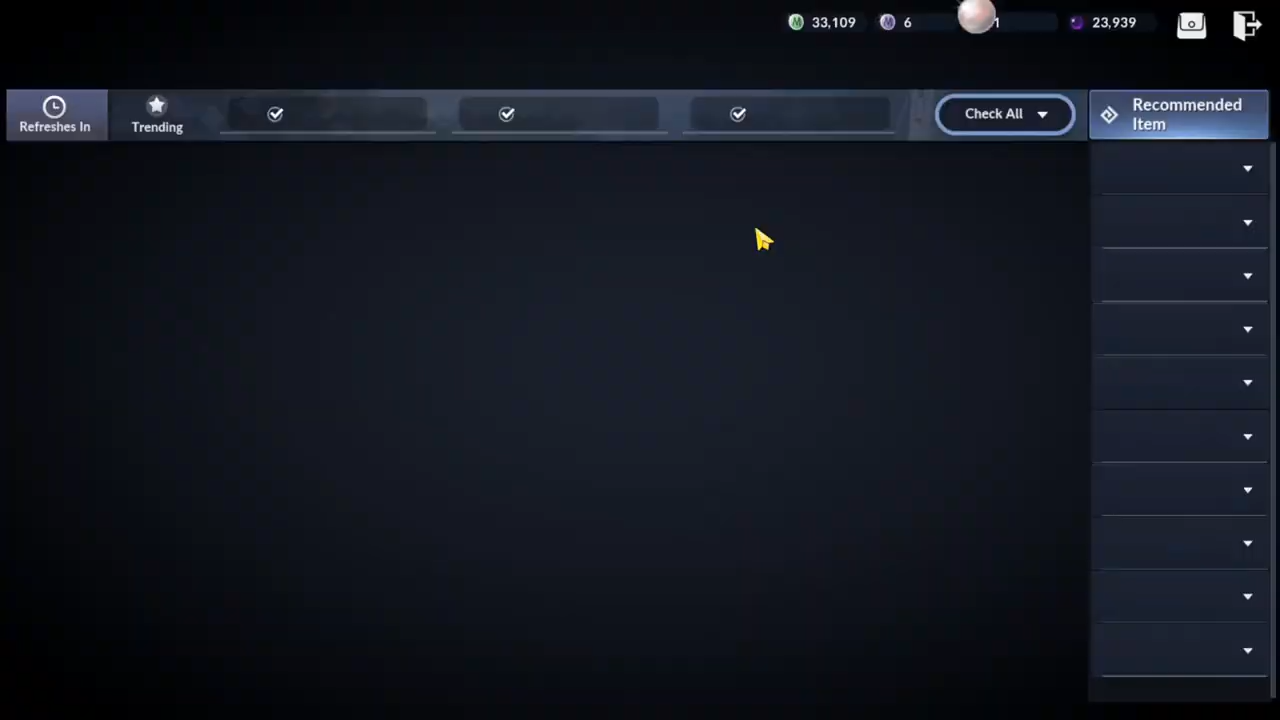 33,109
6
1
23,939
Refreshes In
Trending
Check All
Recommended
Item